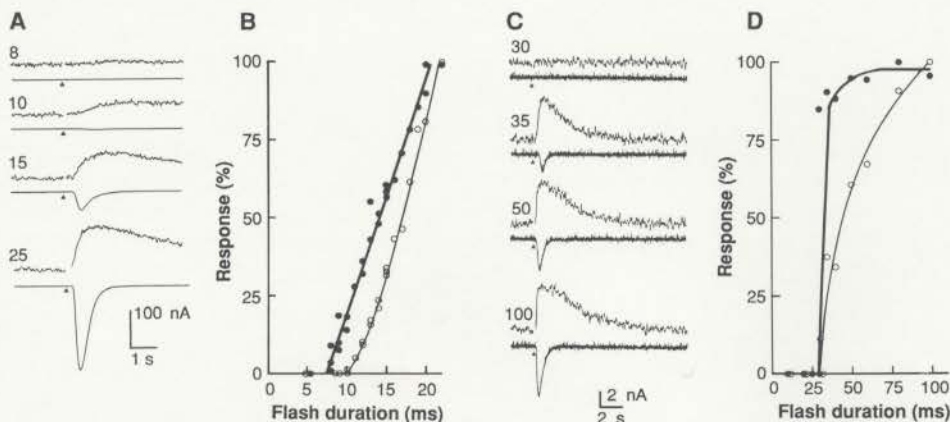 A
8
10
15
25
100 nA
1 s
B
Response (%)
100
75
50
25
0
0 5 10 15 20
Flash duration (ms)
C
30
35
50
100
2 nA
2 s
D
Response (%)
100
75
50
25
0
0 25 50 75 100
Flash duration (ms)